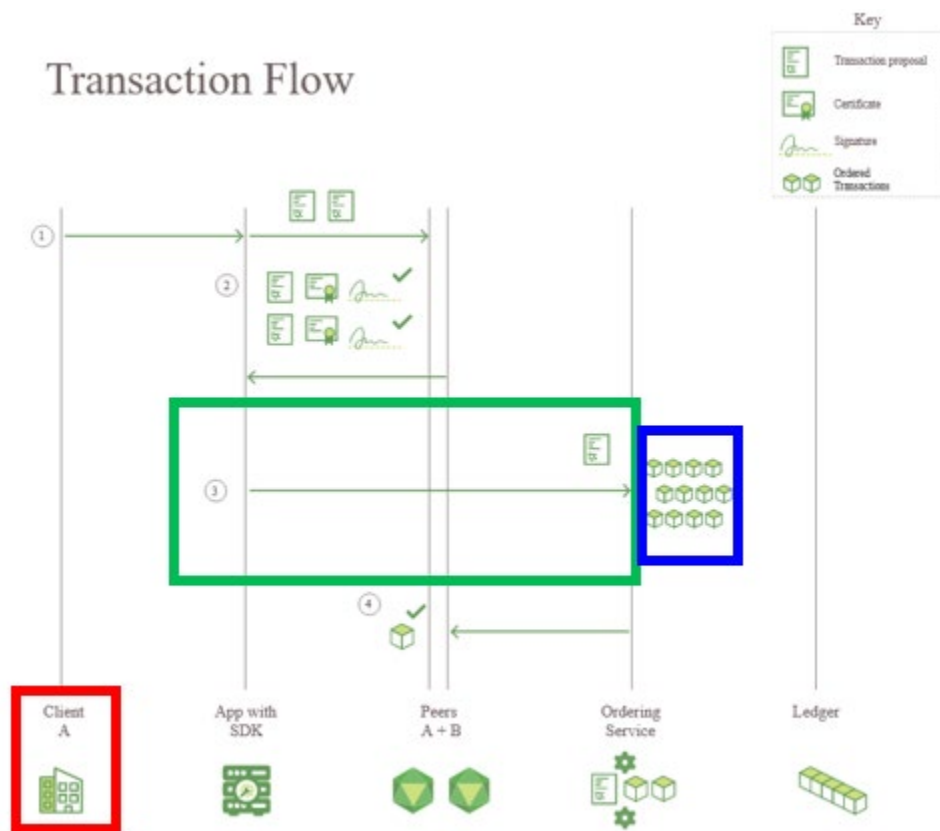 Key
Transaction proposal
Certificate
Signature
Ordered
Transactions
Transaction Flow
1
2
3
4
Client
A
App with
SDK
Peers
A + B
Ordering
Service
Ledger